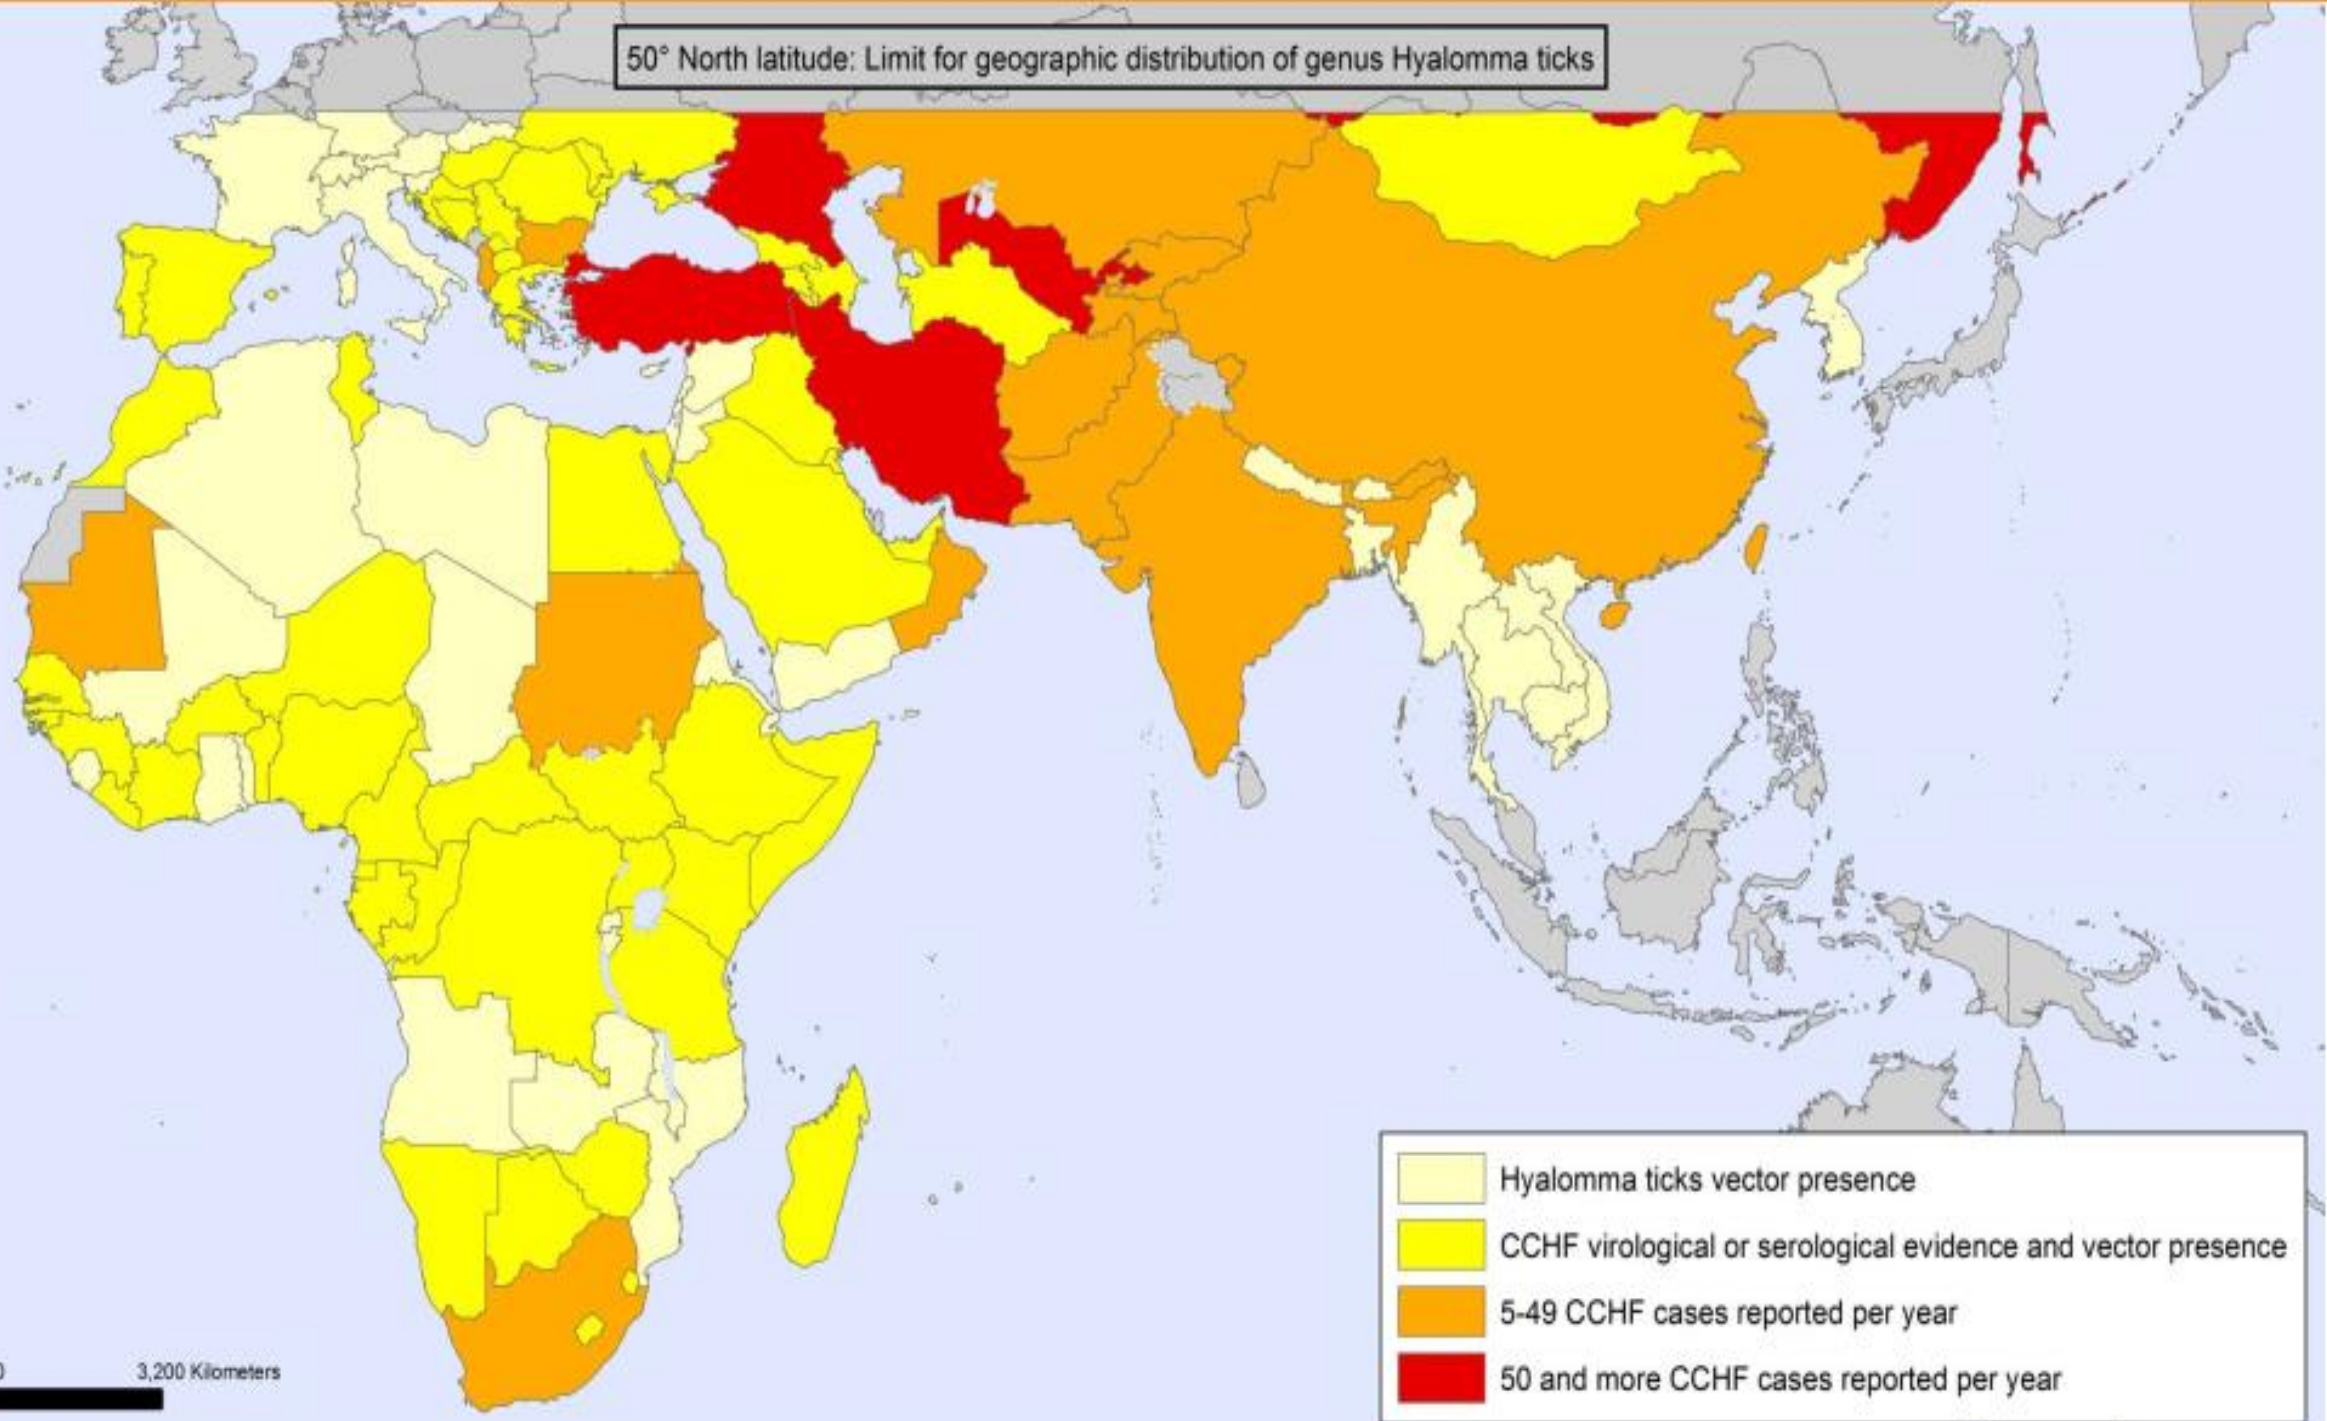 50° North latitude: Limit for geographic distribution of genus Hyalomma ticks
Hyalomma ticks vector presence
CCHF virological or serological evidence and vector presence
5-49 CCHF cases reported per year
50 and more CCHF cases reported per year
0 3,200 Kilometers